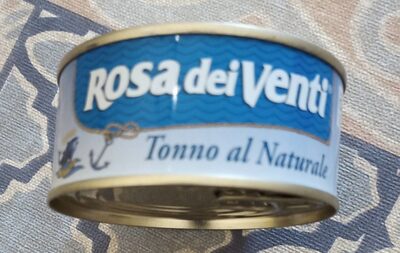 ROSA dei Venti
Tonno al Naturale